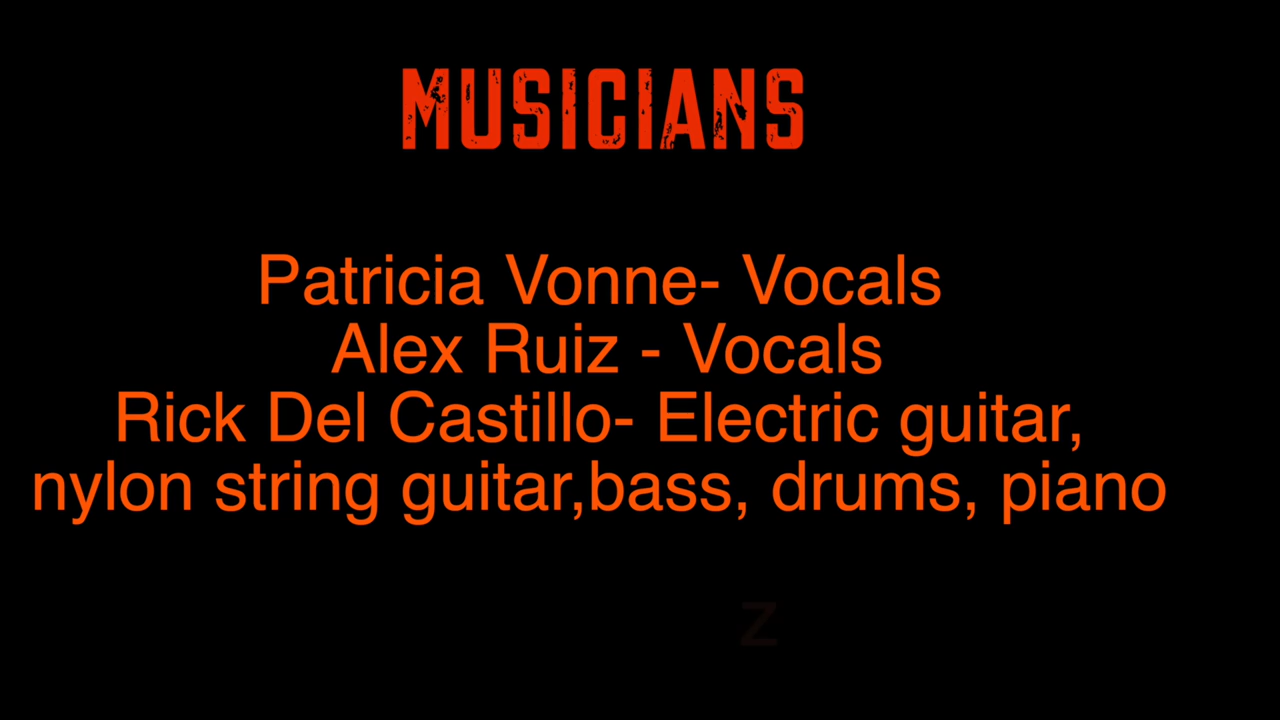 MUSICIANS
Patricia Vonne- Vocals
Alex Ruiz - Vocals
Rick Del Castillo- Electric guitar,
nylon string guitar,bass, drums, piano
z